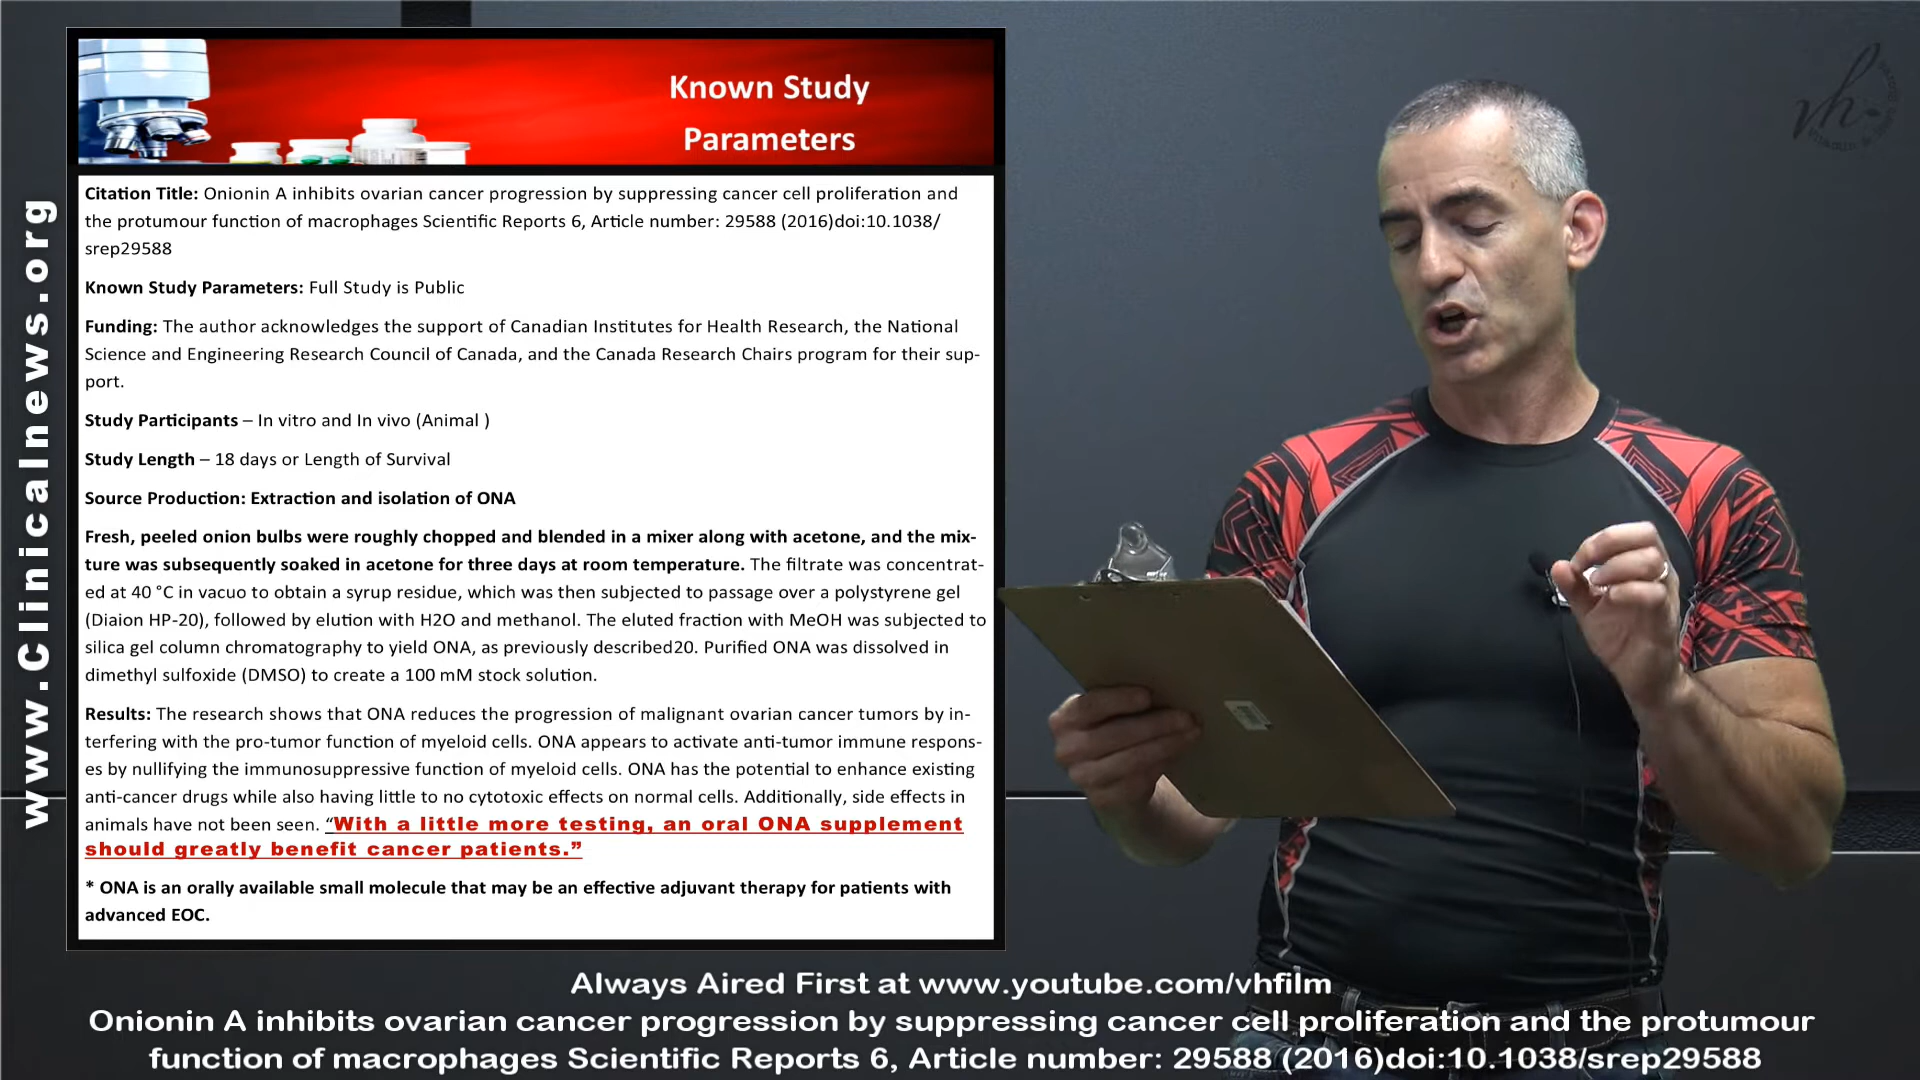 www.Clinicalnews.org
Known Study
Parameters
Citation Title: Onionin A inhibits ovarian cancer progression by suppressing cancer cell proliferation and
the protumour function of macrophages Scientific Reports 6, Article number: 29588 (2016)doi:10.1038/
srep29588
Known Study Parameters: Full Study is Public
Funding: The author acknowledges the support of Canadian Institutes for Health Research, the National
Science and Engineering Research Council of Canada, and the Canada Research Chairs program for their sup-
port.
Study Participants – In vitro and In vivo (Animal )
Study Length – 18 days or Length of Survival
Source Production: Extraction and isolation of ONA
Fresh, peeled onion bulbs were roughly chopped and blended in a mixer along with acetone, and the mix-
ture was subsequently soaked in acetone for three days at room temperature. The filtrate was concentrat-
ed at 40 °C in vacuo to obtain a syrup residue, which was then subjected to passage over a polystyrene gel
(Diaion HP-20), followed by elution with H2O and methanol. The eluted fraction with MeOH was subjected to
silica gel column chromatography to yield ONA, as previously described20. Purified ONA was dissolved in
dimethyl sulfoxide (DMSO) to create a 100 mM stock solution.
Results: The research shows that ONA reduces the progression of malignant ovarian cancer tumors by in-
terfering with the pro-tumor function of myeloid cells. ONA appears to activate anti-tumor immune respons-
es by nullifying the immunosuppressive function of myeloid cells. ONA has the potential to enhance existing
anti-cancer drugs while also having little to no cytotoxic effects on normal cells. Additionally, side effects in
animals have not been seen. “With a little more testing, an oral ONA supplement
should greatly benefit cancer patients.”
* ONA is an orally available small molecule that may be an effective adjuvant therapy for patients with
advanced EOC.
vh
Always Aired First at www.youtube.com/vhfilm
Onionin A inhibits ovarian cancer progression by suppressing cancer cell proliferation and the protumour
function of macrophages Scientific Reports 6, Article number: 29588 (2016)doi:10.1038/srep29588